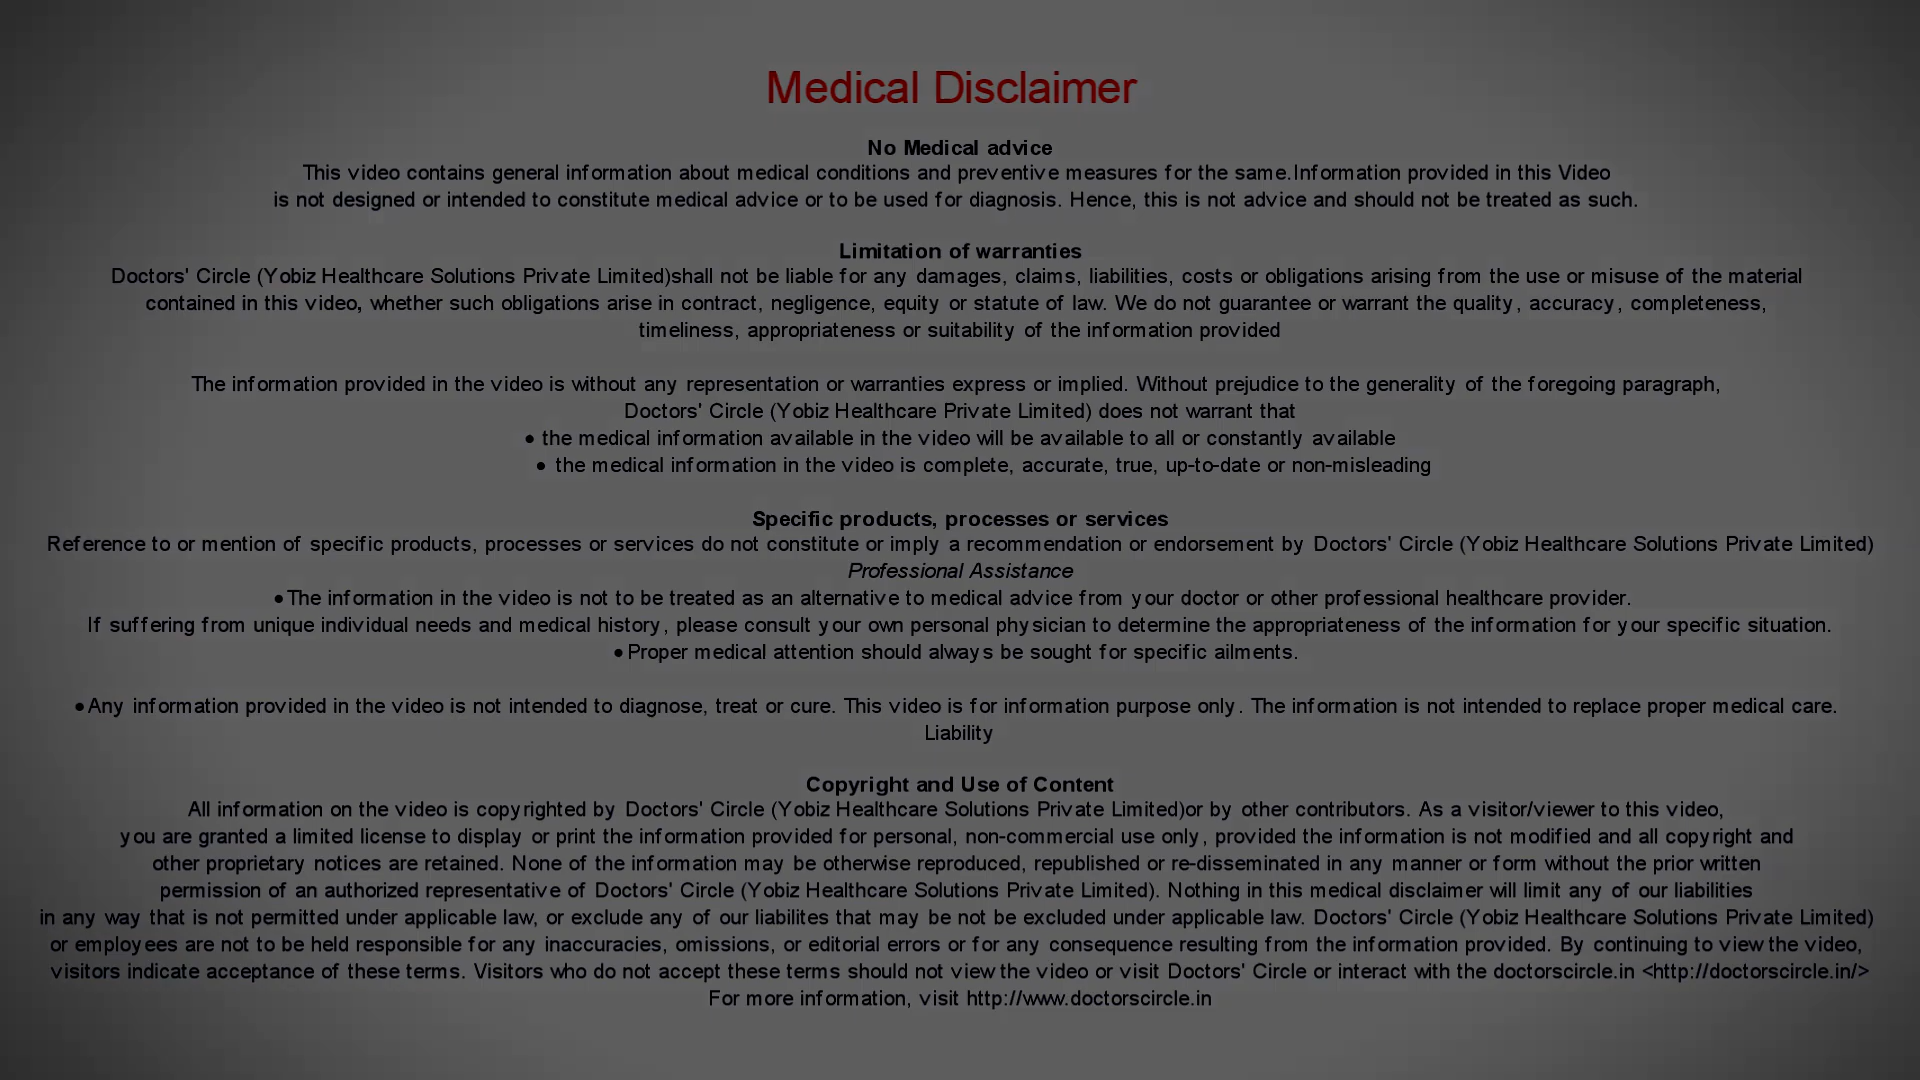 Medical Disclaimer
No Medical advice
This video contains general information about medical conditions and preventive measures for the same.Information provided in this Video
is not designed or intended to constitute medical advice or to be used for diagnosis. Hence, this is not advice and should not be treated as such.
Limitation of warranties
Doctors' Circle (Yobiz Healthcare Solutions Private Limited)shall not be liable for any damages, claims, liabilities, costs or obligations arising from the use or misuse of the material
contained in this video, whether such obligations arise in contract, negligence, equity or statute of law. We do not guarantee or warrant the quality, accuracy, completeness,
timeliness, appropriateness or suitability of the information provided
The information provided in the video is without any representation or warranties express or implied. Without prejudice to the generality of the foregoing paragraph,
Doctors' Circle (Yobiz Healthcare Private Limited) does not warrant that
• the medical information available in the video will be available to all or constantly available
• the medical information in the video is complete, accurate, true, up-to-date or non-misleading
Specific products, processes or services
Reference to or mention of specific products, processes or services do not constitute or imply a recommendation or endorsement by Doctors' Circle (Yobiz Healthcare Solutions Private Limited)
Professional Assistance
•The information in the video is not to be treated as an alternative to medical advice from your doctor or other professional healthcare provider.
If suffering from unique individual needs and medical history, please consult your own personal physician to determine the appropriateness of the information for your specific situation.
•Proper medical attention should always be sought for specific ailments.
•Any information provided in the video is not intended to diagnose, treat or cure. This video is for information purpose only. The information is not intended to replace proper medical care.
Liability
Copyright and Use of Content
All information on the video is copyrighted by Doctors' Circle (Yobiz Healthcare Solutions Private Limited)or by other contributors. As a visitor/viewer to this video,
you are granted a limited license to display or print the information provided for personal, non-commercial use only, provided the information is not modified and all copyright and
other proprietary notices are retained. None of the information may be otherwise reproduced, republished or re-disseminated in any manner or form without the prior written
permission of an authorized representative of Doctors' Circle (Yobiz Healthcare Solutions Private Limited). Nothing in this medical disclaimer will limit any of our liabilities
in any way that is not permitted under applicable law, or exclude any of our liabilites that may be not be excluded under applicable law. Doctors' Circle (Yobiz Healthcare Solutions Private Limited)
or employees are not to be held responsible for any inaccuracies, omissions, or editorial errors or for any consequence resulting from the information provided. By continuing to view the video,
visitors indicate acceptance of these terms. Visitors who do not accept these terms should not view the video or visit Doctors' Circle or interact with the doctorscircle.in <http://doctorscircle.in/>
For more information, visit http://www.doctorscircle.in